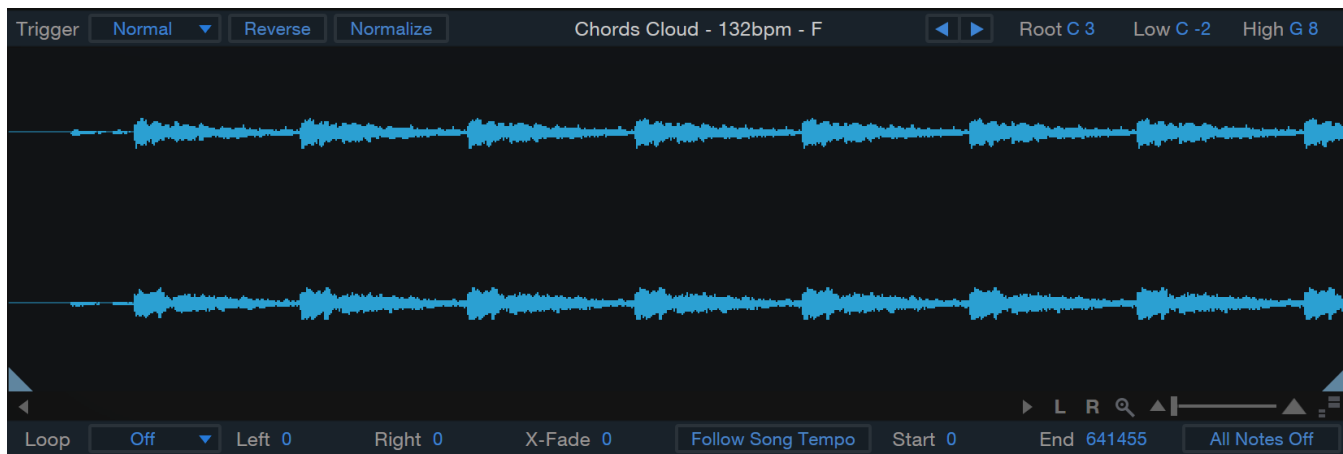 Trigger Normal Reverse Normalize Chords Cloud - 132bpm - F Root C 3 Low C -2 High G 8
L R
Loop Off Left 0 Right 0 X-Fade 0 Follow Song Tempo Start 0 End 641455 All Notes Off